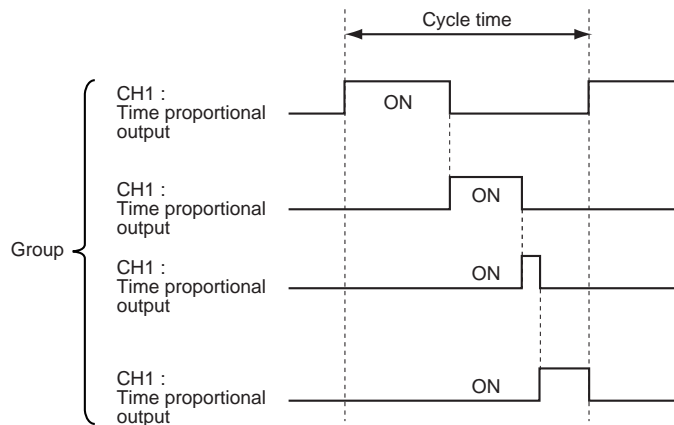 Cycle time
CH1 :
Time proportional
output
ON
CH1 :
Time proportional
output
ON
Group
CH1 :
Time proportional
output
ON
CH1 :
Time proportional
output
ON